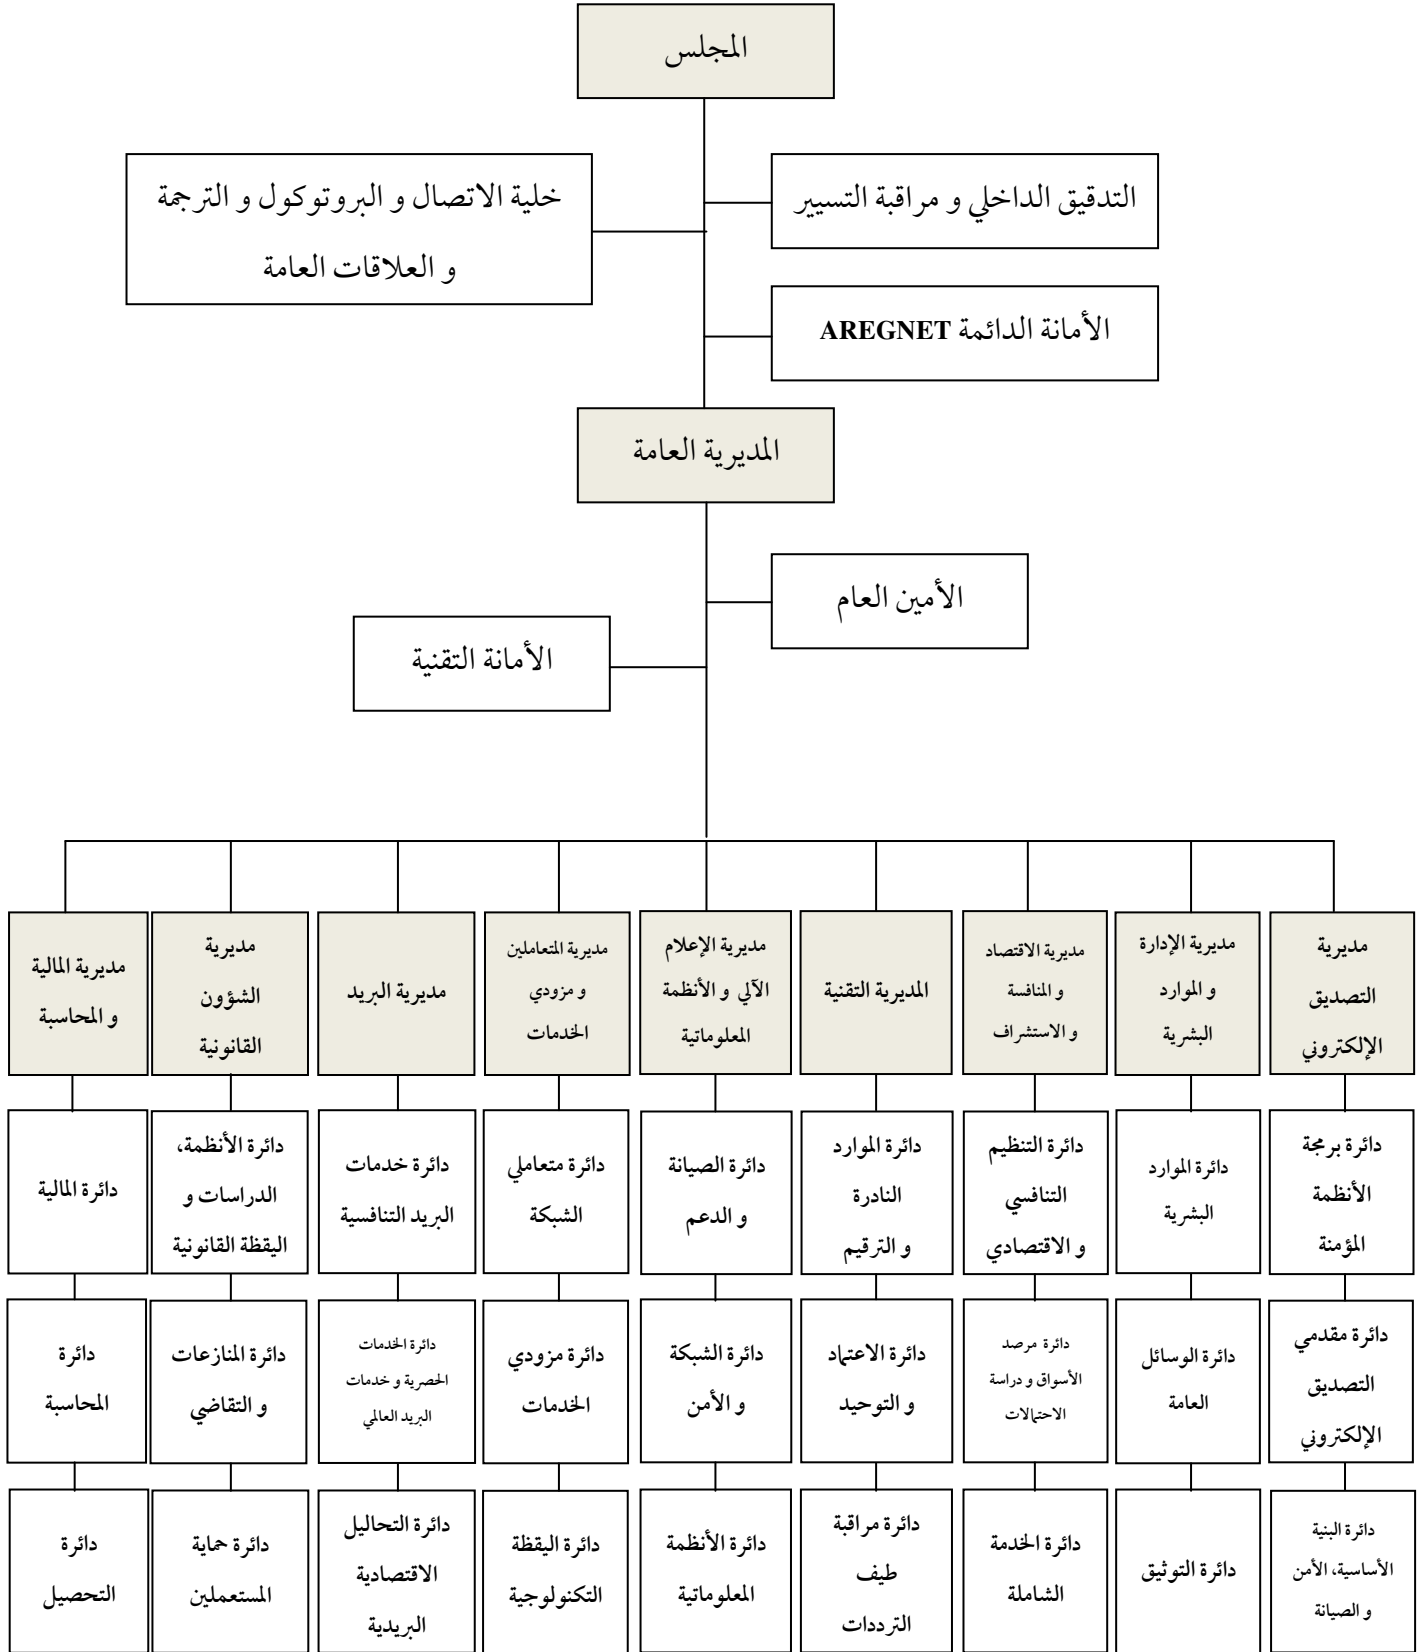 المجلس
التدقيق الداخلي و مراقبة التسيير
خلية الاتصال و البروتوكول و الترجمة
و العلاقات العامة
الأمانة الدائمة AREGNET
المديرية العامة
الأمين العام
الأمانة التقنية
مديرية
التصديق
الإلكتروني
مديرية الإدارة
و الموارد
البشرية
مديرية الاقتصاد
و المنافسة
و الاستشراف
المديرية التقنية
مديرية الإعلام
الآلي و الأنظمة
المعلوماتية
مديرية المتعاملين
و مزودي
الخدمات
مديرية البريد
مديرية
الشؤون
القانونية
مديرية المالية
و المحاسبة
دائرة برمجة
الأنظمة
المؤمنة
دائرة الموارد
البشرية
دائرة التنظيم
التنافسي
و الاقتصادي
دائرة الموارد
النادرة
و الترقيم
دائرة الصيانة
و الدعم
دائرة متعاملي
الشبكة
دائرة خدمات
البريد التنافسية
دائرة الأنظمة،
الدراسات و
اليقظة القانونية
دائرة المالية
دائرة مقدمي
التصديق
الإلكتروني
دائرة الوسائل
العامة
دائرة مرصد
الأسواق و دراسة
الاحتمالات
دائرة الاعتماد
و التوحيد
دائرة الشبكة
و الأمن
دائرة مزودي
الخدمات
دائرة الخدمات
الحصرية و خدمات
البريد العالمي
دائرة المنازعات
و التقاضي
دائرة
المحاسبة
دائرة البنية
الأساسية، الأمن
و الصيانة
دائرة التوثيق
دائرة الخدمة
الشاملة
دائرة مراقبة
طيف
الترددات
دائرة الأنظمة
المعلوماتية
دائرة اليقظة
التكنولوجية
دائرة التحاليل
الاقتصادية
البريدية
دائرة حماية
المستعملين
دائرة
التحصيل